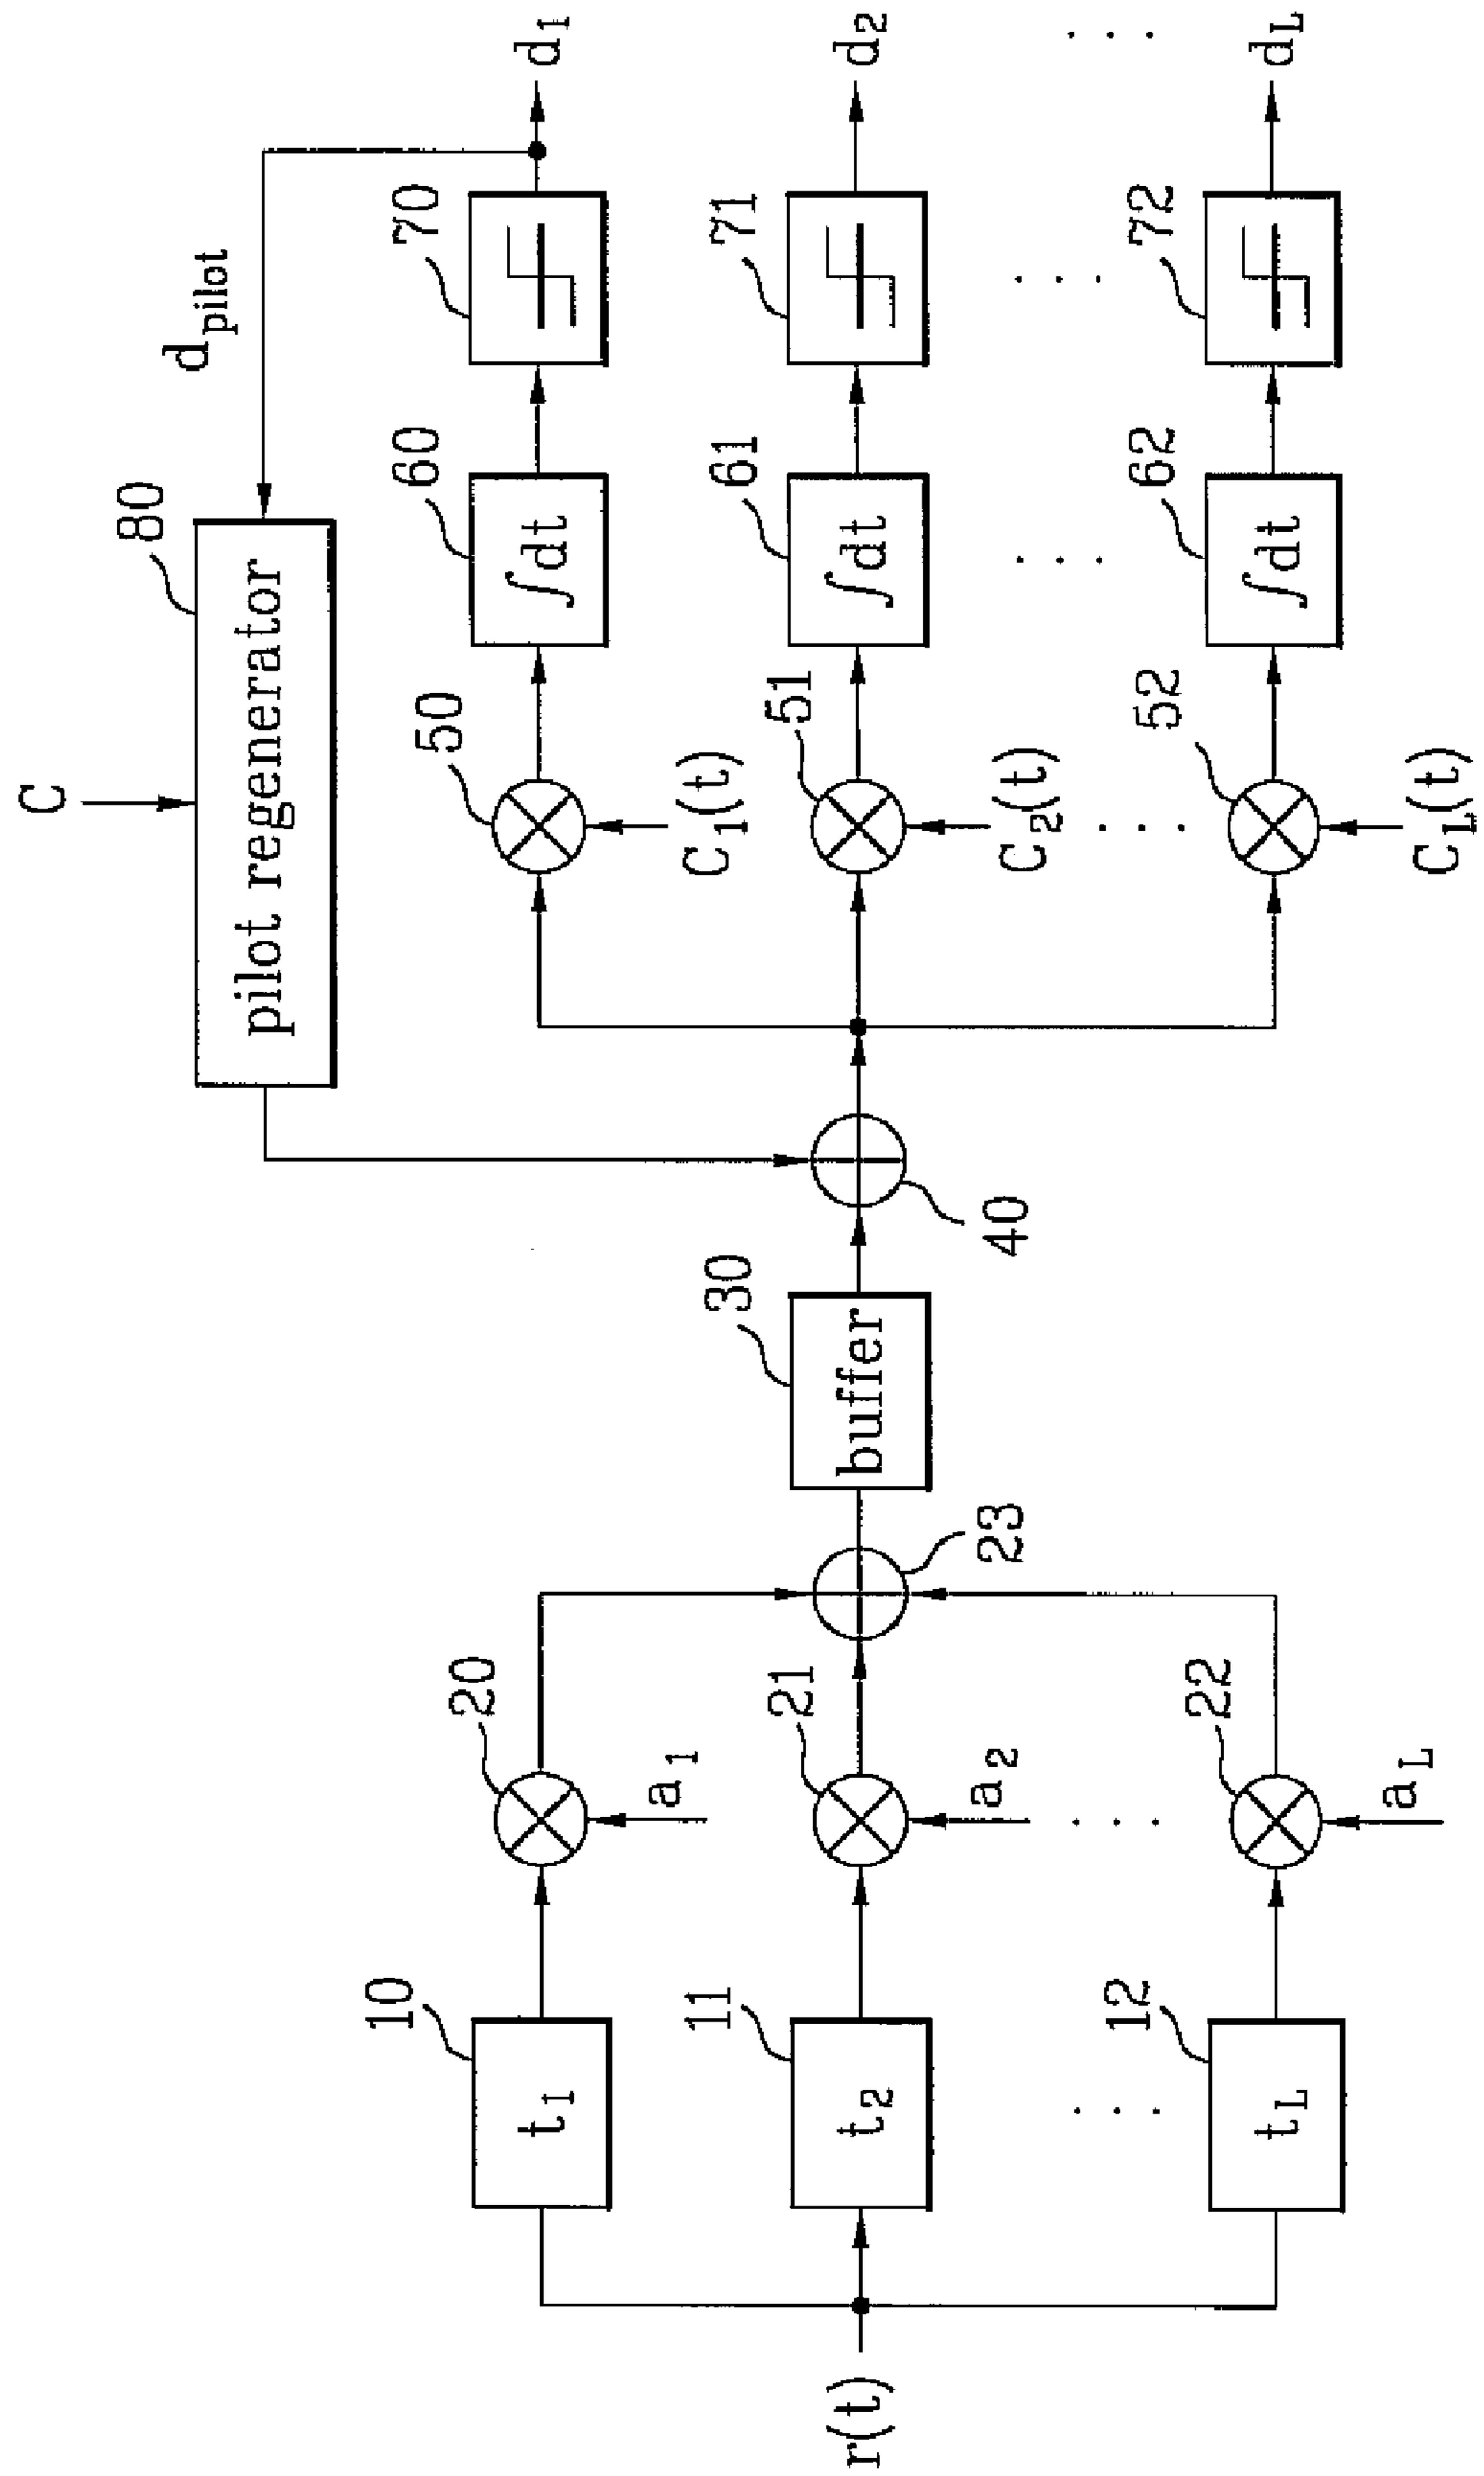 C
80
pilot regenerator
d pilot
50
60
70
C1(t)
∫dt
d1
10
20
t1
a1
51
61
71
C2(t)
∫dt
d2
11
21
30
t2
a2
buffer
r(t)
23
40
. . .
. . .
. . .
. . .
. . .
. . .
12
22
52
62
72
tL
aL
CL(t)
∫dt
dL